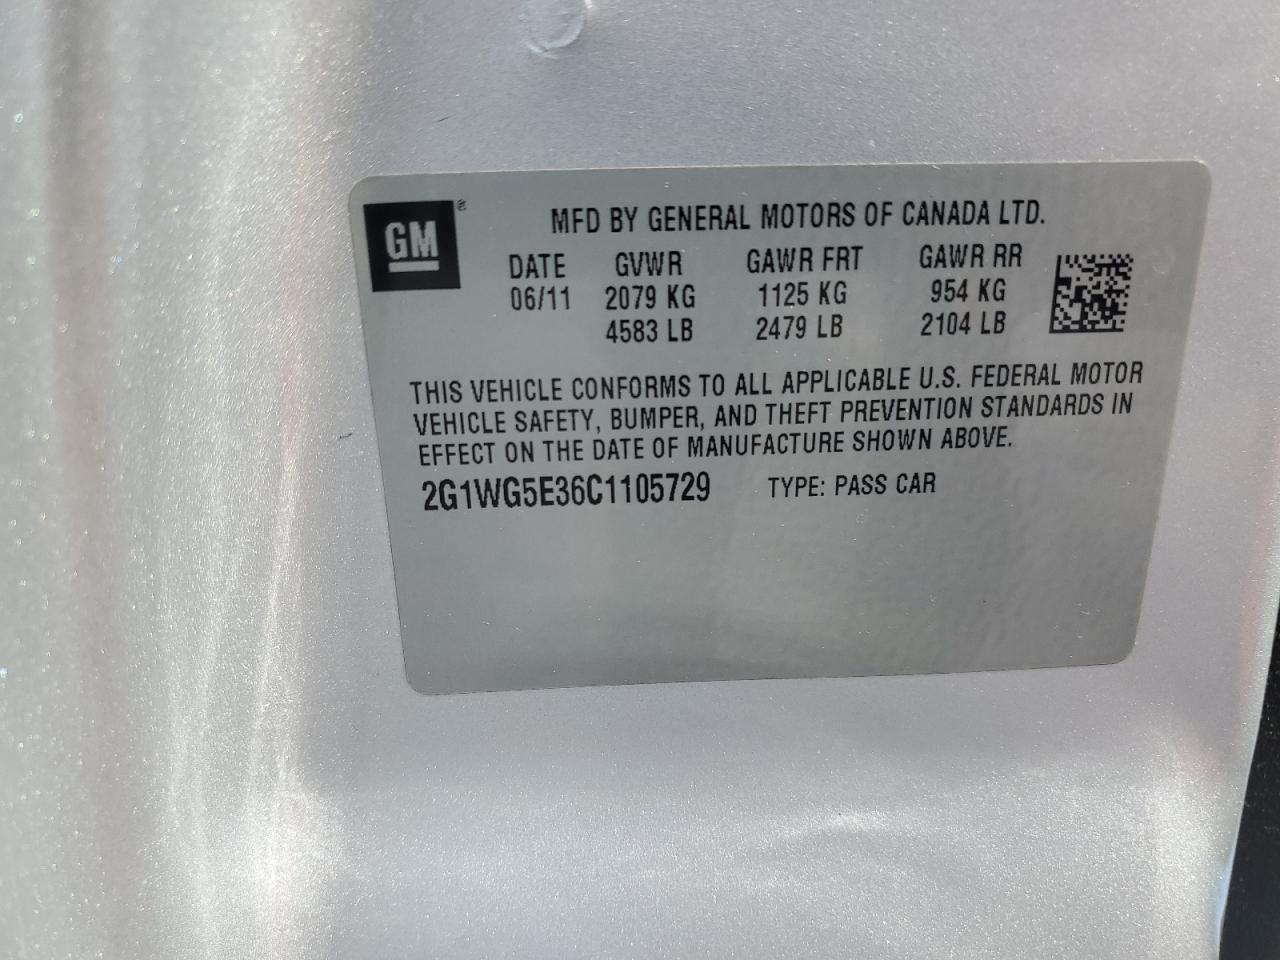 GM®
MFD BY GENERAL MOTORS OF CANADA LTD.
DATE GVWR GAWR FRT GAWR RR
06/11 2079 KG 1125 KG 954 KG
4583 LB 2479 LB 2104 LB
THIS VEHICLE CONFORMS TO ALL APPLICABLE U.S. FEDERAL MOTOR
VEHICLE SAFETY, BUMPER, AND THEFT PREVENTION STANDARDS IN
EFFECT ON THE DATE OF MANUFACTURE SHOWN ABOVE.
2G1WG5E36C1105729 TYPE: PASS CAR